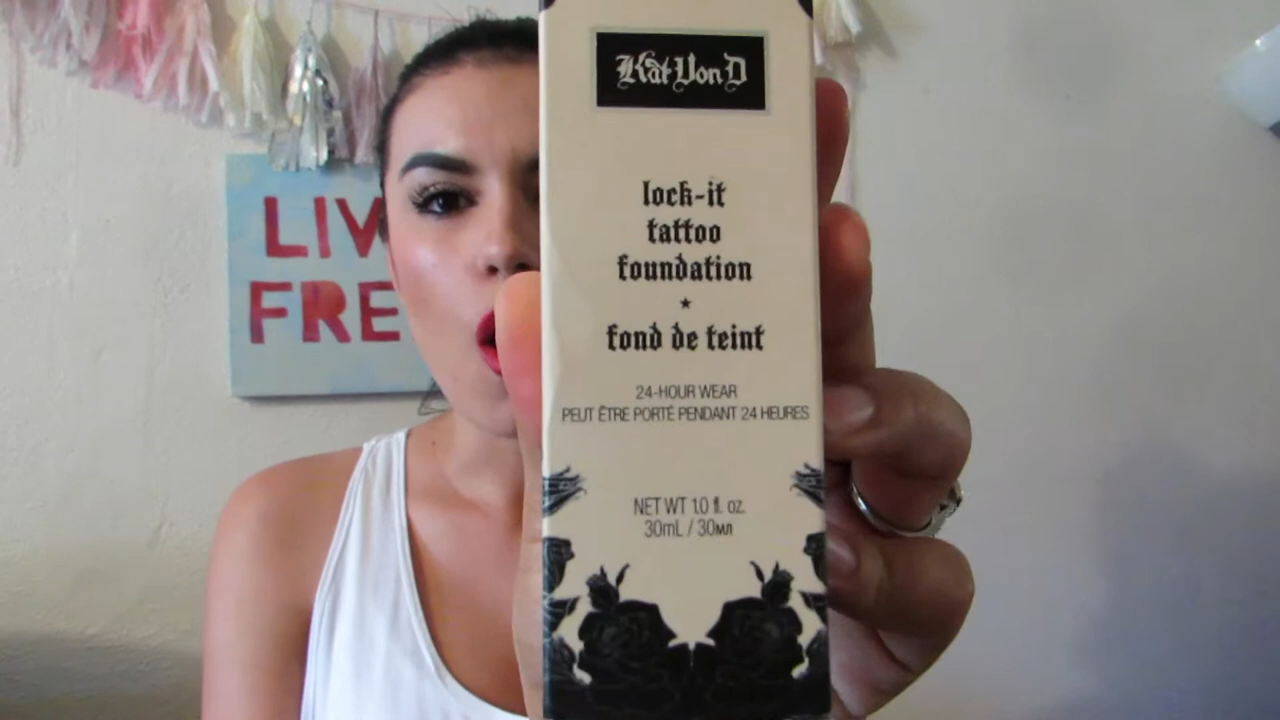 Kat Von D
lock-it
tattoo
foundation
fond de teint
24-HOUR WEAR
PEUT ÊTRE PORTÉ PENDANT 24 HEURES
NET WT 1.0 fl. oz.
30mL / 30мл
LIV
FRE